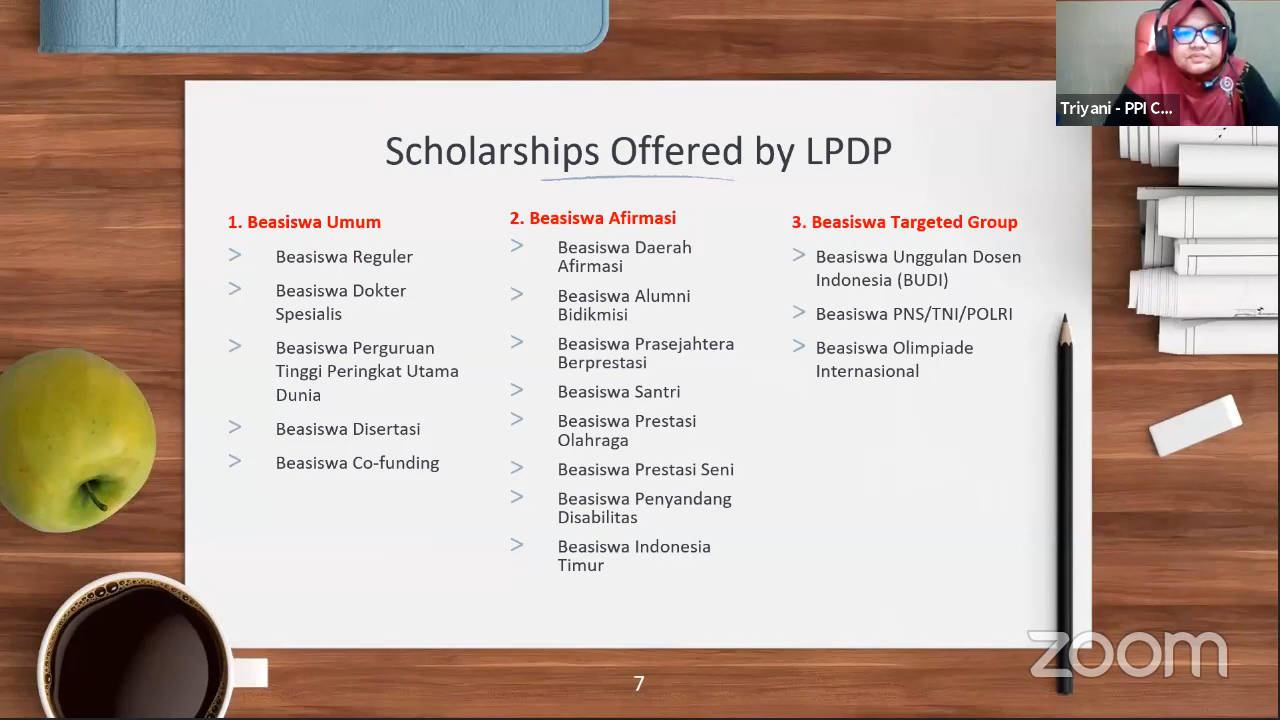 Triyani - PPI C...
Scholarships Offered by LPDP
1. Beasiswa Umum
> Beasiswa Reguler
> Beasiswa Dokter
Spesialis
> Beasiswa Perguruan
Tinggi Peringkat Utama
Dunia
> Beasiswa Disertasi
> Beasiswa Co-funding
2. Beasiswa Afirmasi
> Beasiswa Daerah
Afirmasi
> Beasiswa Alumni
Bidikmisi
> Beasiswa Prasejahtera
Berprestasi
> Beasiswa Santri
> Beasiswa Prestasi
Olahraga
> Beasiswa Prestasi Seni
> Beasiswa Penyandang
Disabilitas
> Beasiswa Indonesia
Timur
3. Beasiswa Targeted Group
> Beasiswa Unggulan Dosen
Indonesia (BUDI)
> Beasiswa PNS/TNI/POLRI
> Beasiswa Olimpiade
Internasional
zoom
7